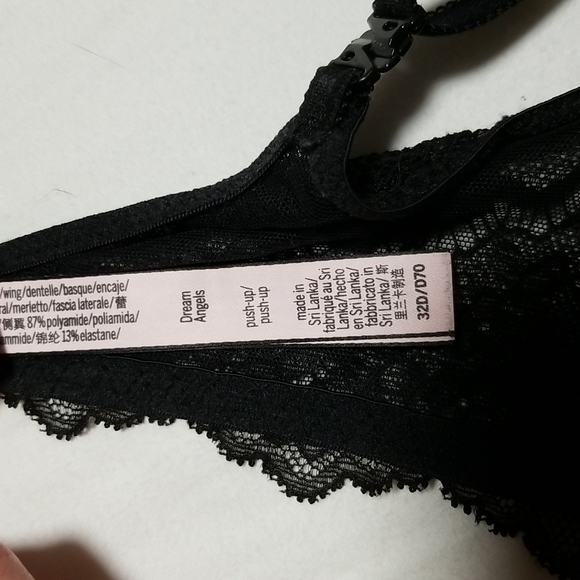 32D/D70
made in
Sri Lanka/
fabriqué au Sri
Lanka/hecho
en Sri Lanka/
fabbricato in
Sri Lanka/斯
里兰卡制造
push-up/
push-up
Dream
Angels
/wing/dentelle/basque/encaje/
ral/merletto/fascia laterale/蕾
/侧翼 87% polyamide/poliamida/
ammide/锦纶 13% elastane/